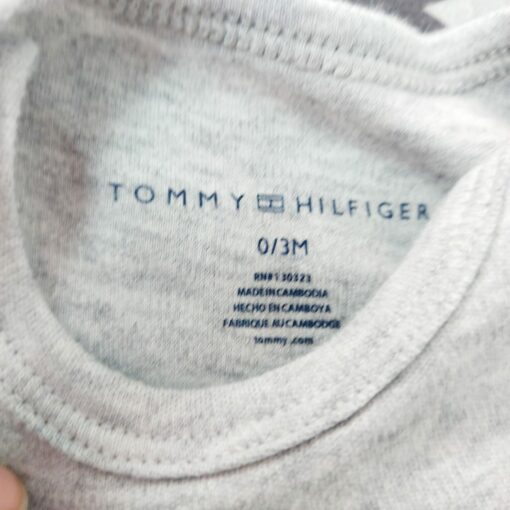 TOMMY HILFIGER
0/3M
RN#130323
MADE IN CAMBODIA
HECHO EN CAMBOYA
FABRIQUE AU CAMBODGE
tommy.com